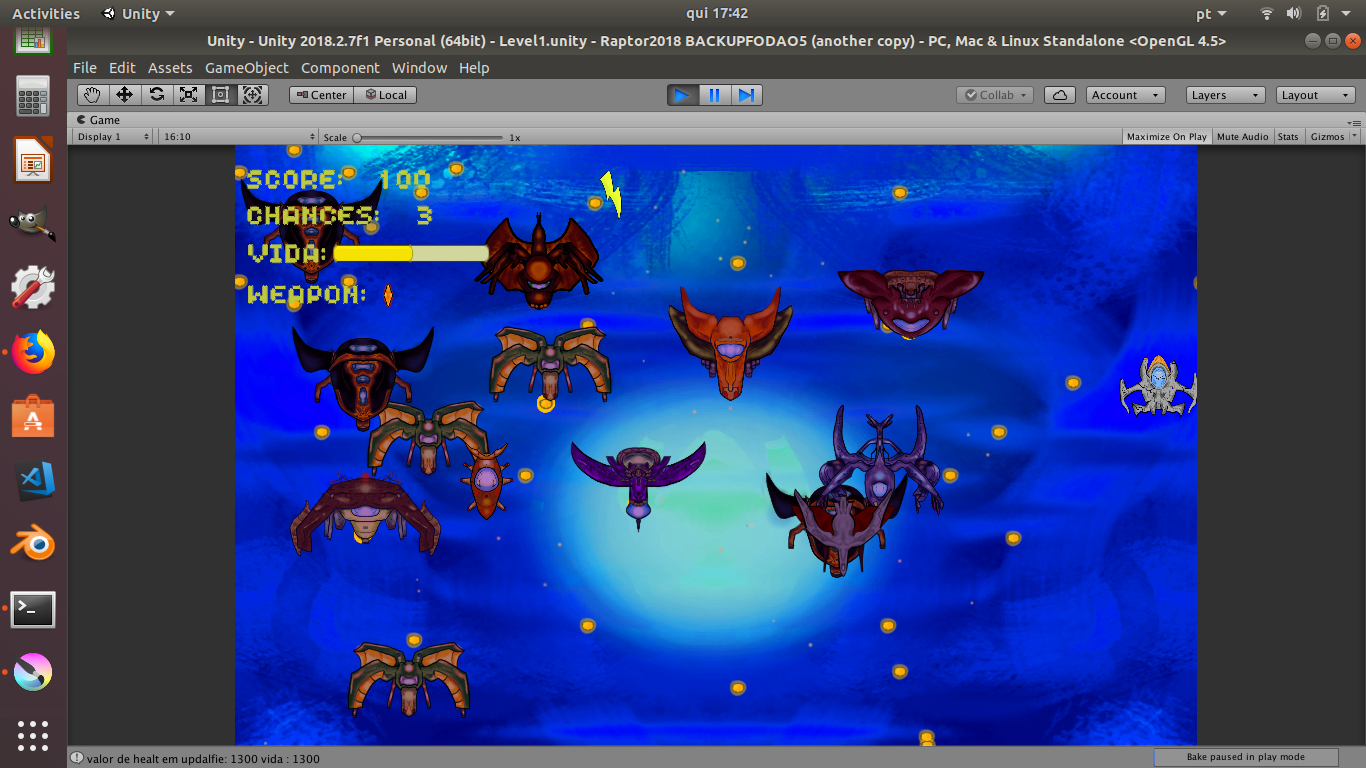 Activities Unity qui 17:42 pt
Unity - Unity 2018.2.7f1 Personal (64bit) - Level1.unity - Raptor2018 BACKUPFODAO5 (another copy) - PC, Mac & Linux Standalone <OpenGL 4.5>
File Edit Assets GameObject Component Window Help
Center Local Collab Account Layers Layout
Game
Display 1 16:10 Scale 1x Maximize On Play Mute Audio Stats Gizmos
SCORE: 100
CHANCES: 3
VIDA:
WEAPON:
valor de healt em updalfie: 1300 vida : 1300 Bake paused in play mode